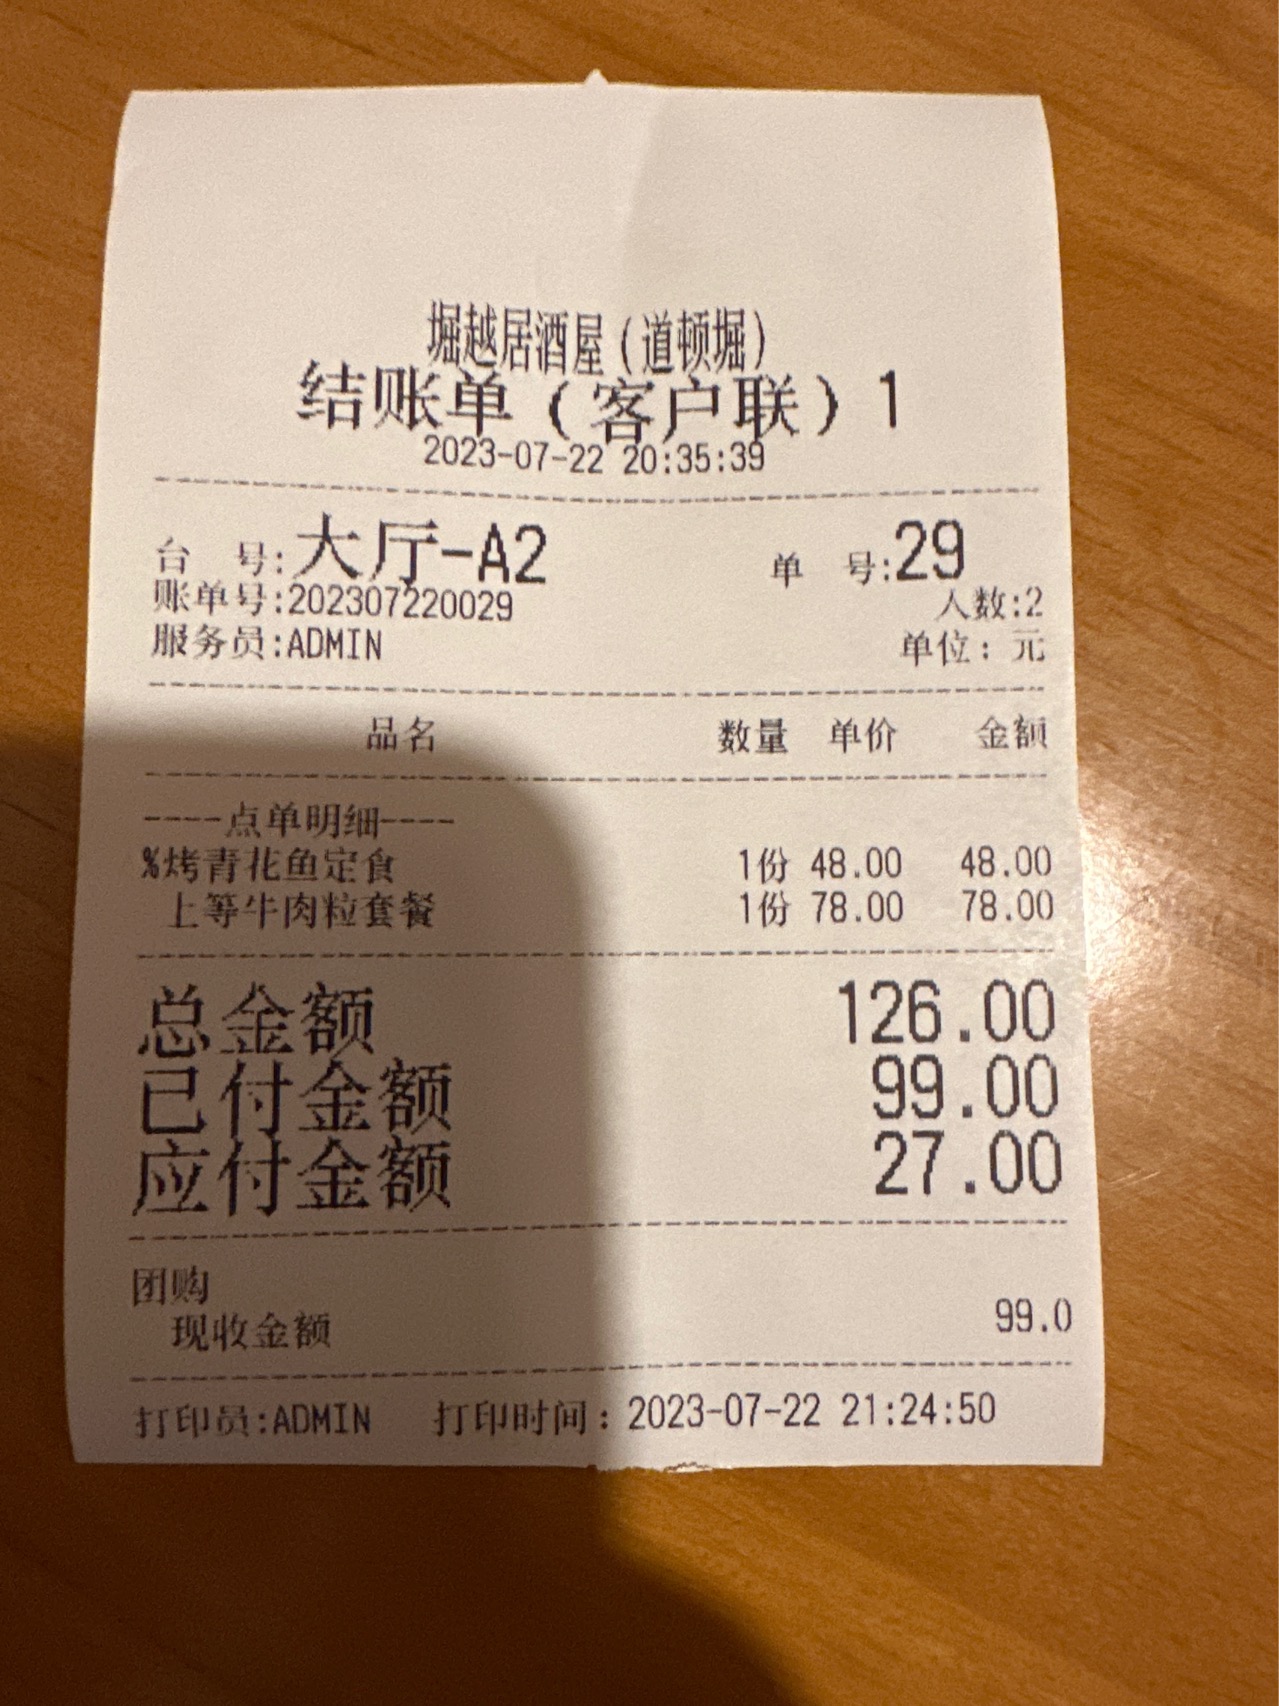 堀越居酒屋(道顿堀)
结账单(客户联)1
2023-07-22 20:35:39
台 号:大厅-A2 单 号:29
账单号:202307220029 人数:2
服务员:ADMIN 单位：元
品名 数量 单价 金额
----点单明细----
%烤青花鱼定食 1份 48.00 48.00
上等牛肉粒套餐 1份 78.00 78.00
总金额 126.00
已付金额 99.00
应付金额 27.00
团购
现收金额 99.0
打印员:ADMIN 打印时间：2023-07-22 21:24:50